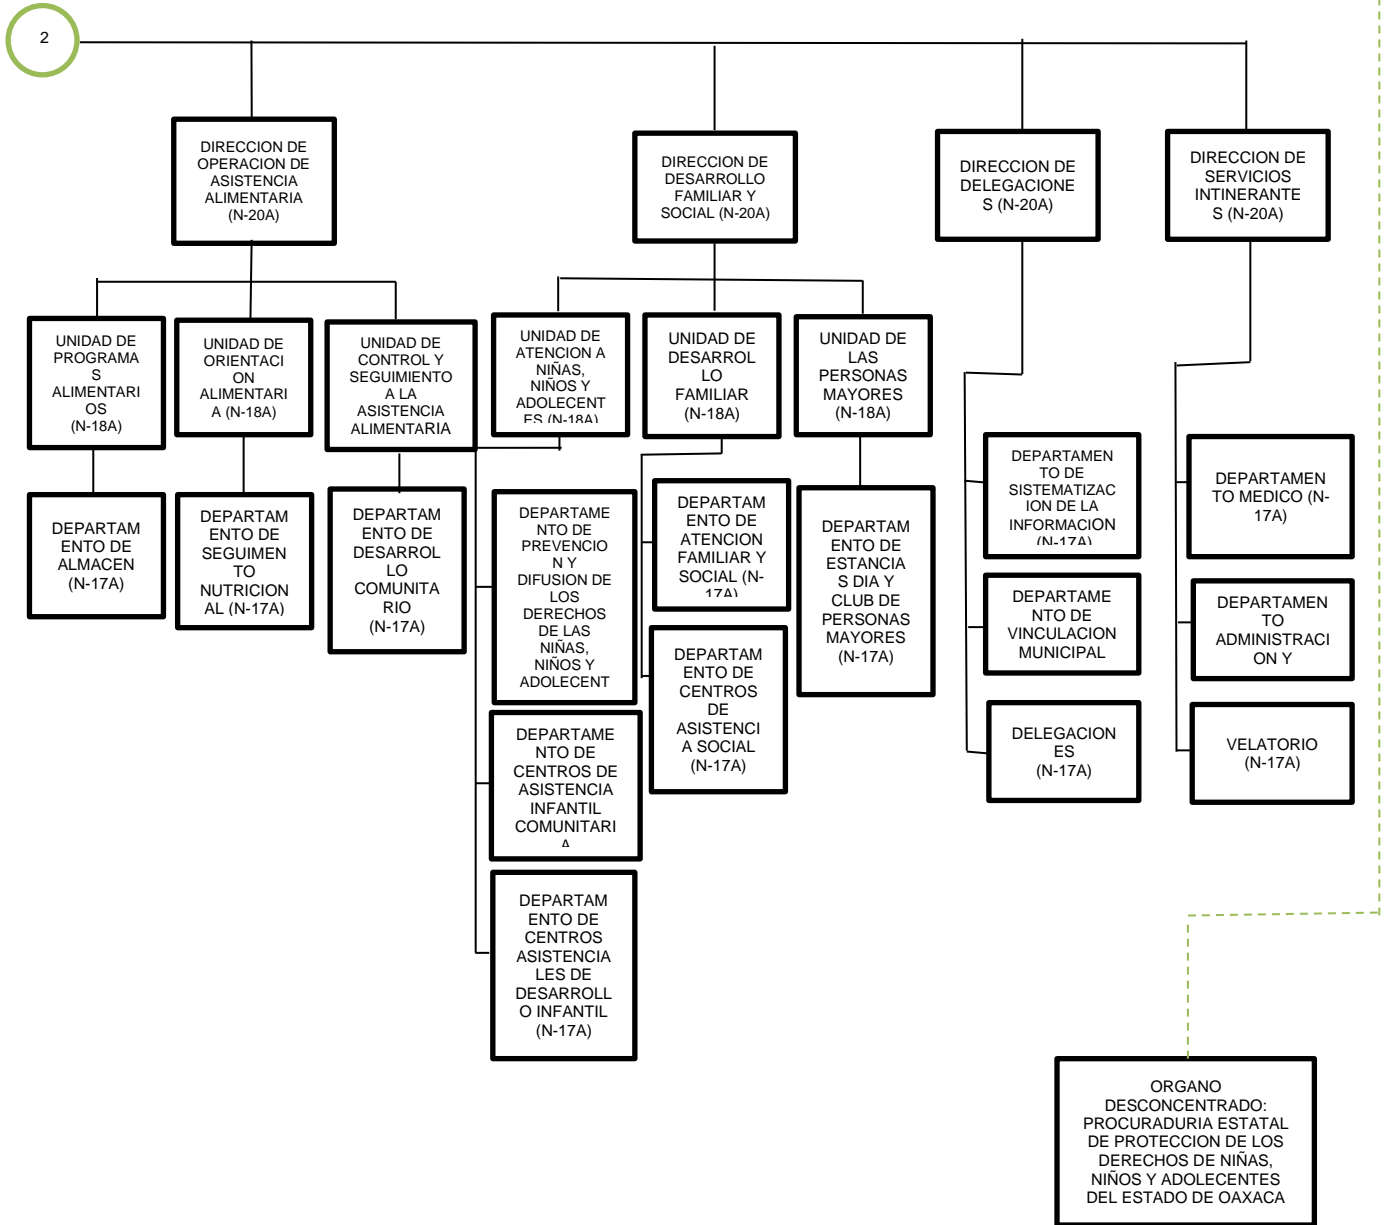 2
DIRECCION DE
OPERACION DE
ASISTENCIA
ALIMENTARIA
(N-20A)
DIRECCION DE
DESARROLLO
FAMILIAR Y
SOCIAL (N-20A)
DIRECCION DE
DELEGACIONE
S (N-20A)
DIRECCION DE
SERVICIOS
INTINERANTE
S (N-20A)
UNIDAD DE
PROGRAMA
S
ALIMENTARI
OS
(N-18A)
UNIDAD DE
ORIENTACI
ON
ALIMENTARI
A (N-18A)
UNIDAD DE
CONTROL Y
SEGUIMIENTO
A LA
ASISTENCIA
ALIMENTARIA
UNIDAD DE
ATENCION A
NIÑAS,
NIÑOS Y
ADOLECENT
ES (N-18A)
UNIDAD DE
DESARROL
LO
FAMILIAR
(N-18A)
UNIDAD DE
LAS
PERSONAS
MAYORES
(N-18A)
DEPARTAM
ENTO DE
ALMACEN
(N-17A)
DEPARTAM
ENTO DE
SEGUIMEN
TO
NUTRICION
AL (N-17A)
DEPARTAM
ENTO DE
DESARROL
LO
COMUNITA
RIO
(N-17A)
DEPARTAME
NTO DE
PREVENCIO
N Y
DIFUSION DE
LOS
DERECHOS
DE LAS
NIÑAS,
NIÑOS Y
ADOLECENT
DEPARTAME
NTO DE
CENTROS DE
ASISTENCIA
INFANTIL
COMUNITARI
A
DEPARTAM
ENTO DE
CENTROS
ASISTENCIA
LES DE
DESARROLL
O INFANTIL
(N-17A)
DEPARTAM
ENTO DE
ATENCION
FAMILIAR Y
SOCIAL (N-
17A)
DEPARTAM
ENTO DE
CENTROS
DE
ASISTENCI
A SOCIAL
(N-17A)
DEPARTAM
ENTO DE
ESTANCIA
S DIA Y
CLUB DE
PERSONAS
MAYORES
(N-17A)
DEPARTAMEN
TO DE
SISTEMATIZAC
ION DE LA
INFORMACION
(N-17A)
DEPARTAME
NTO DE
VINCULACION
MUNICIPAL
DELEGACION
ES
(N-17A)
DEPARTAMEN
TO MEDICO (N-
17A)
DEPARTAMEN
TO
ADMINISTRACI
ON Y
VELATORIO
(N-17A)
ORGANO
DESCONCENTRADO:
PROCURADURIA ESTATAL
DE PROTECCION DE LOS
DERECHOS DE NIÑAS,
NIÑOS Y ADOLECENTES
DEL ESTADO DE OAXACA